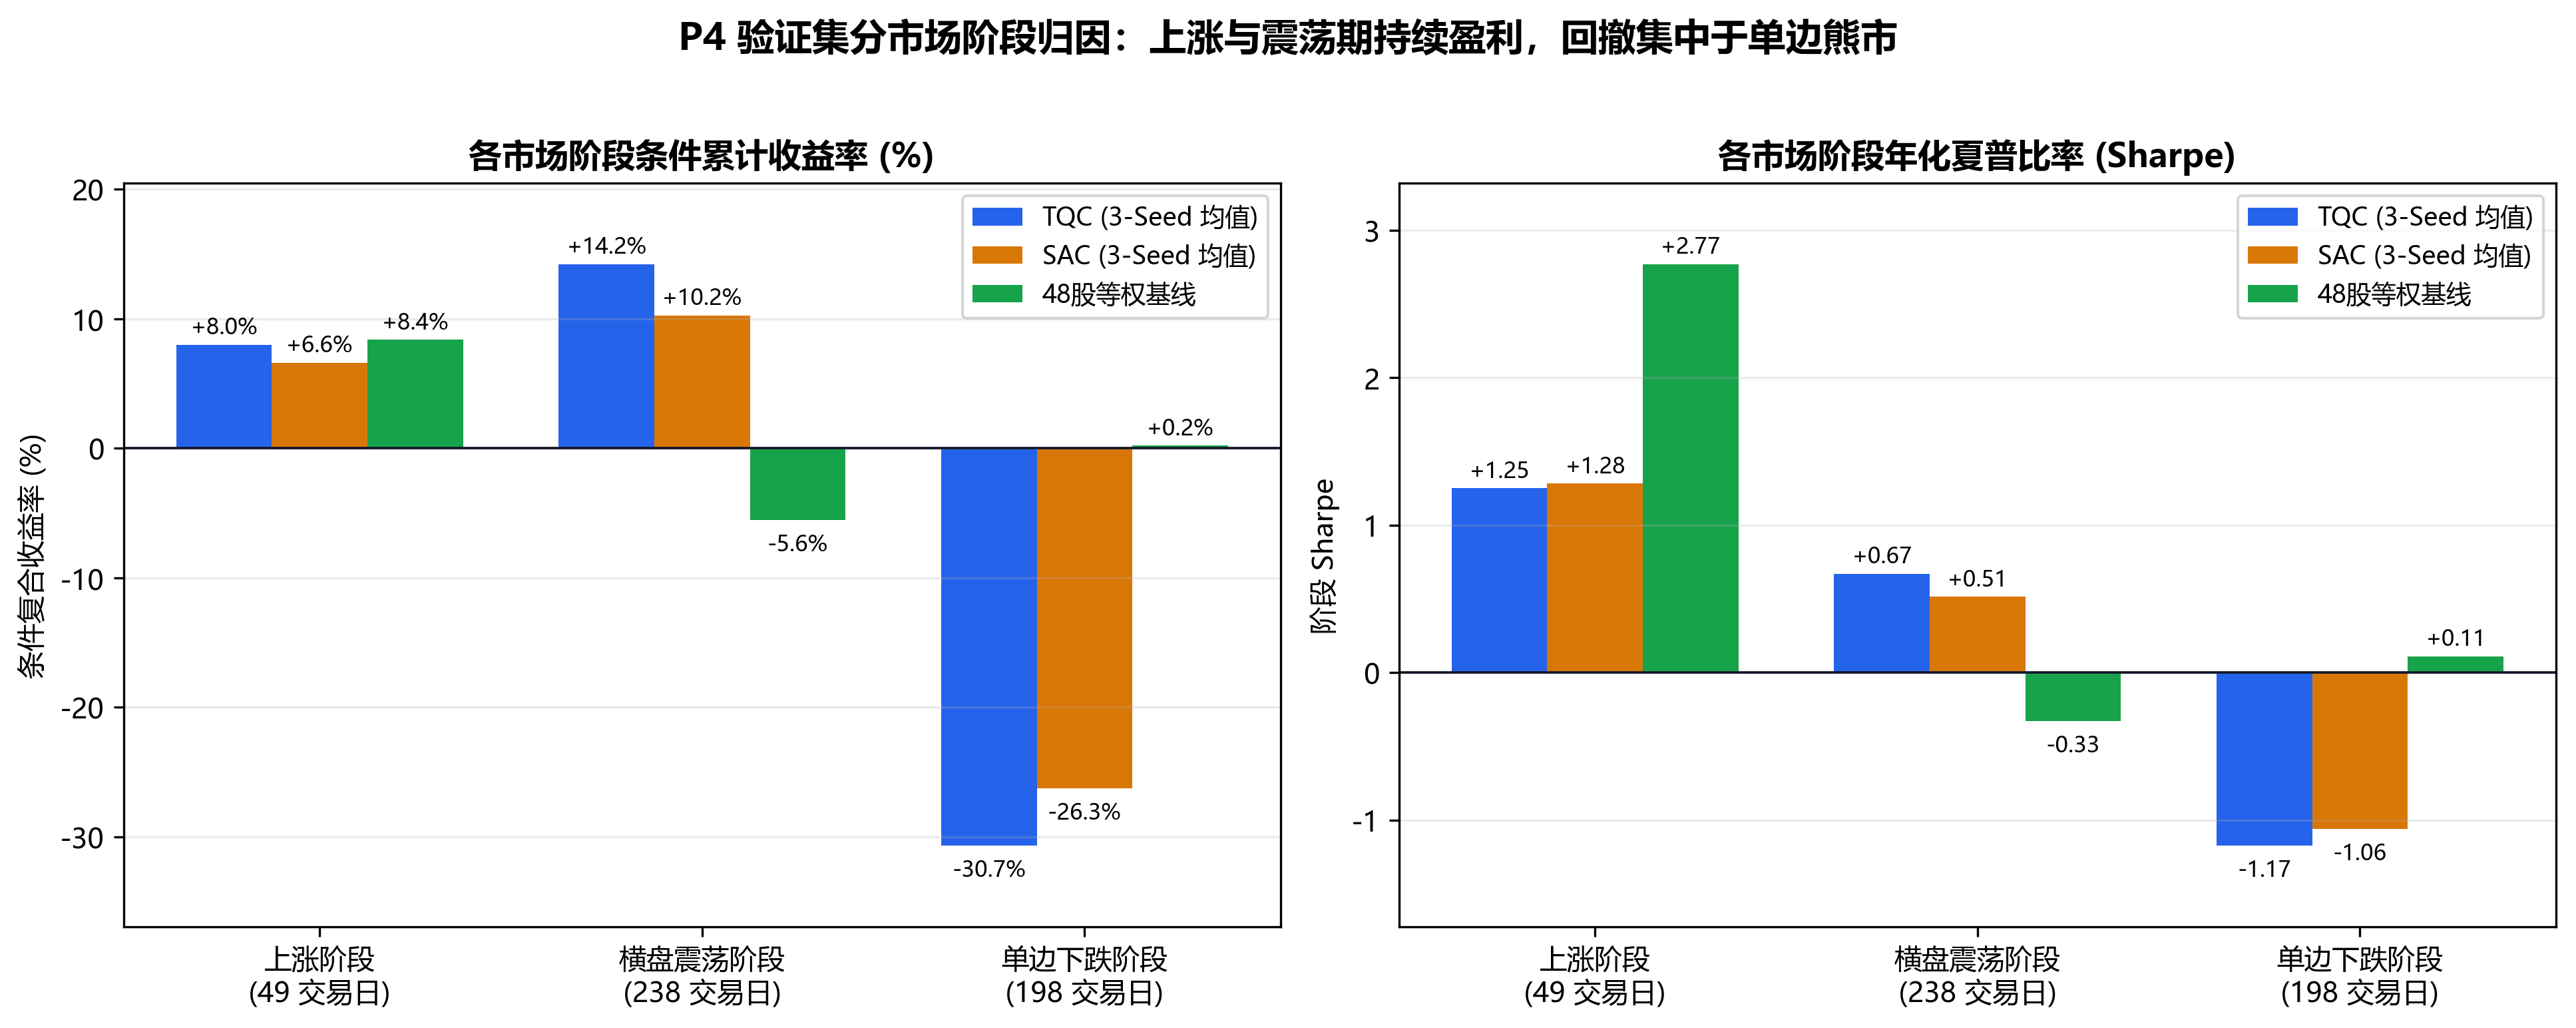 P4 验证集分市场阶段归因：上涨与震荡期持续盈利，回撤集中于单边熊市
各市场阶段条件累计收益率 (%)
条件复合收益率 (%)
20
10
0
-10
-20
-30
TQC (3-Seed 均值)
SAC (3-Seed 均值)
48股等权基线
+8.0%
+6.6%
+8.4%
+14.2%
+10.2%
-5.6%
-30.7%
-26.3%
+0.2%
上涨阶段
(49 交易日)
横盘震荡阶段
(238 交易日)
单边下跌阶段
(198 交易日)
各市场阶段年化夏普比率 (Sharpe)
阶段 Sharpe
3
2
1
0
-1
TQC (3-Seed 均值)
SAC (3-Seed 均值)
48股等权基线
+1.25
+1.28
+2.77
+0.67
+0.51
-0.33
-1.17
-1.06
+0.11
上涨阶段
(49 交易日)
横盘震荡阶段
(238 交易日)
单边下跌阶段
(198 交易日)